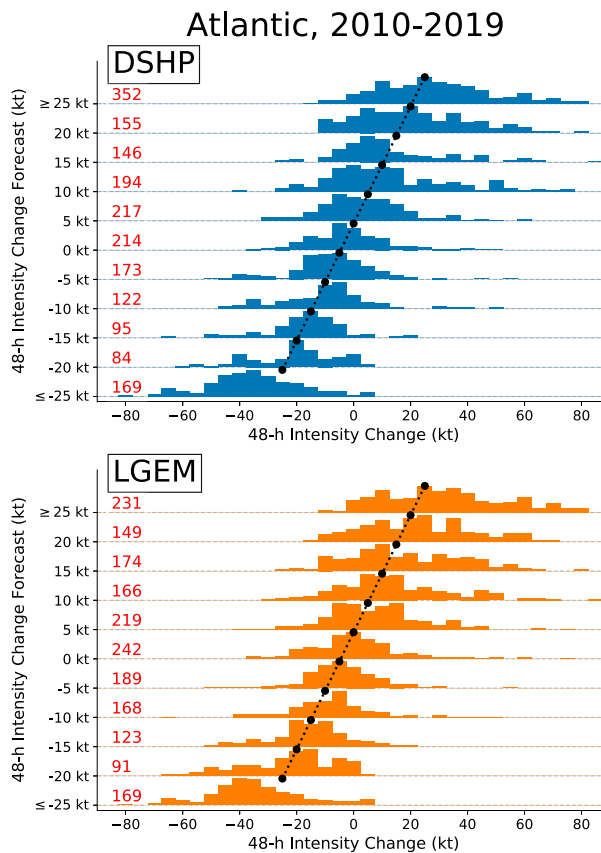 Atlantic, 2010-2019
DSHP
48-h Intensity Change Forecast (kt)
352
≥ 25 kt
155
20 kt
146
15 kt
194
10 kt
217
5 kt
214
0 kt
173
-5 kt
122
-10 kt
95
-15 kt
84
-20 kt
169
≤ -25 kt
−80 −60 −40 −20 0 20 40 60 80
48-h Intensity Change (kt)
LGEM
48-h Intensity Change Forecast (kt)
231
≥ 25 kt
149
20 kt
174
15 kt
166
10 kt
219
5 kt
242
0 kt
189
-5 kt
168
-10 kt
123
-15 kt
91
-20 kt
169
≤ -25 kt
−80 −60 −40 −20 0 20 40 60 80
48-h Intensity Change (kt)